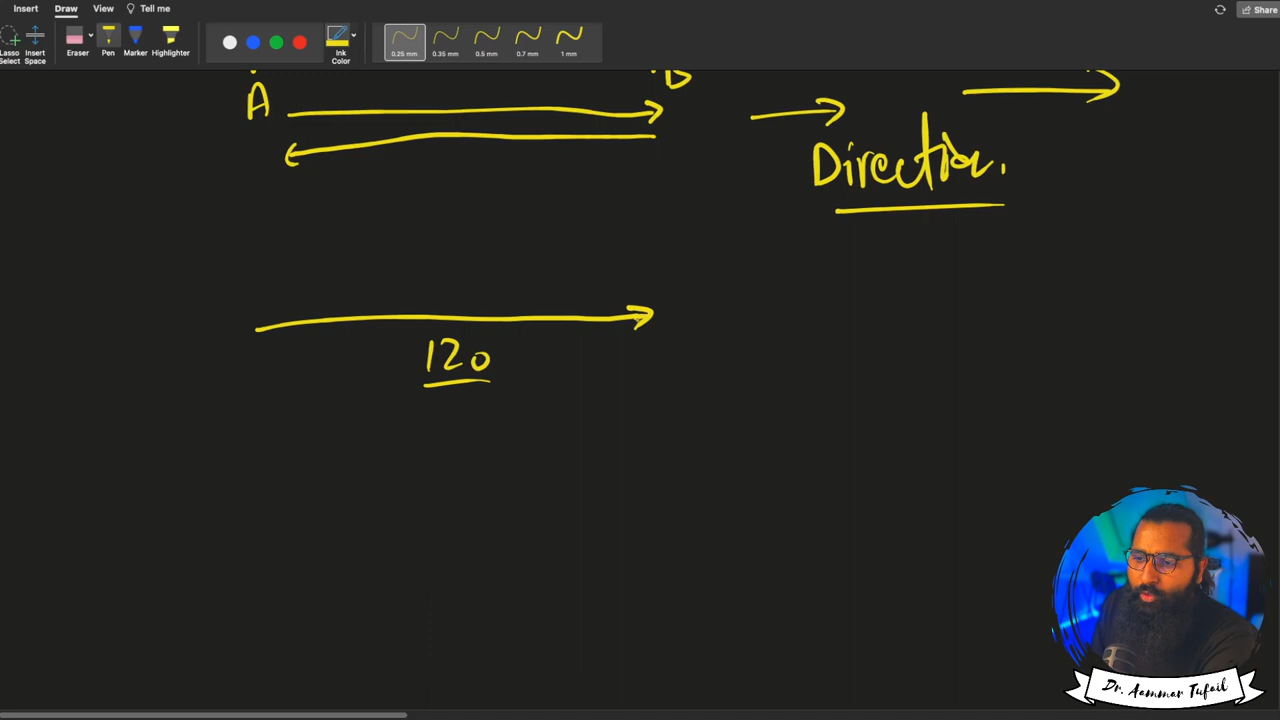 Insert Draw View Tell me
Share
Lasso Select
Insert Space
Eraser
Pen
Marker
Highlighter
Ink Color
0.25 mm
0.35 mm
0.5 mm
0.7 mm
1 mm
A
B
Direction.
120
Dr. Aammar Tufail